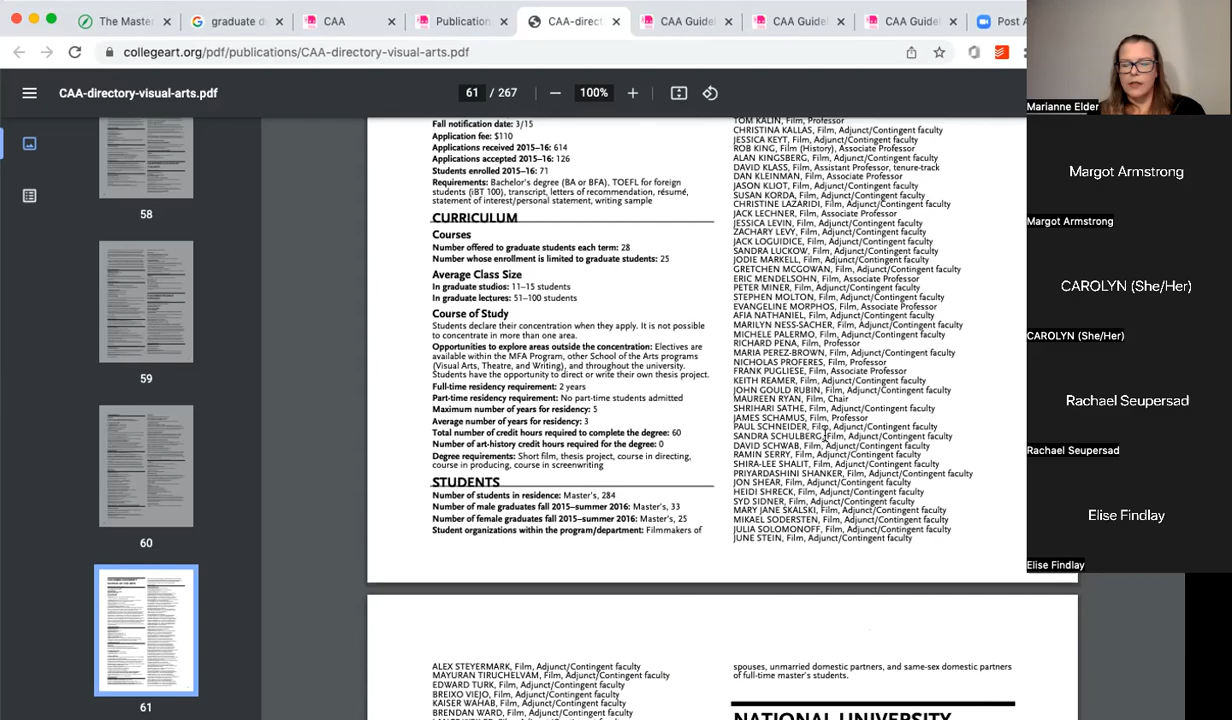 The Master
graduate d
CAA
Publication
CAA-direct
CAA Guidel
CAA Guidel
CAA Guidel
Post A
collegeart.org/pdf/publications/CAA-directory-visual-arts.pdf
CAA-directory-visual-arts.pdf
61 / 267
100%
58
59
60
61
Fall notification date: 3/15
Application fee: $110
Applications received 2015–16: 614
Applications accepted 2015–16: 126
Students enrolled 2015–16: 71
Requirements: Bachelor's degree (BA or BFA), TOEFL for foreign
students (iBT 100), transcript, letters of recommendation, résumé,
statement of interest/personal statement, writing sample
CURRICULUM
Courses
Number offered to graduate students each term: 28
Number whose enrollment is limited to graduate students: 25
Average Class Size
In graduate studios: 11–15 students
In graduate lectures: 51–100 students
Course of Study
Students declare their concentration when they apply. It is not possible
to concentrate in more than one area.
Opportunities to explore areas outside the concentration: Electives are
available within the MFA Program, other School of the Arts programs
(Visual Arts, Theatre, and Writing), and throughout the university.
Students have the opportunity to direct or write their own thesis project.
Full-time residency requirement: 2 years
Part-time residency requirement: No part-time students admitted
Maximum number of years for residency: 5
Average number of years for residency: 3
Total number of credit hours required to complete the degree: 60
Number of art-history credit hours required for the degree: 0
Degree requirements: Short film, thesis project, course in directing,
course in producing, course in screenwriting
STUDENTS
Number of students in residence: Master's, 284
Number of male graduates fall 2015–summer 2016: Master's, 33
Number of female graduates fall 2015–summer 2016: Master's, 25
Student organizations within the program/department: Filmmakers of
TOM KALIN, Film, Professor
CHRISTINA KALLAS, Film, Adjunct/Contingent faculty
JESSICA KEYT, Film, Adjunct/Contingent faculty
ROB KING, Film (History), Associate Professor
ALAN KINGSBERG, Film, Adjunct/Contingent faculty
DAVID KLASS, Film, Assistant Professor, tenure-track
DAN KLEINMAN, Film, Associate Professor
JASON KLIOT, Film, Adjunct/Contingent faculty
SUSAN KORDA, Film, Adjunct/Contingent faculty
CHRISTINE LAZARIDI, Film, Adjunct/Contingent faculty
JACK LECHNER, Film, Associate Professor
JESSICA LEVIN, Film, Adjunct/Contingent faculty
ZACHARY LEVY, Film, Adjunct/Contingent faculty
JACK LOGUIDICE, Film, Adjunct/Contingent faculty
SANDRA LUCKOW, Film, Adjunct/Contingent faculty
JODIE MARKELL, Film, Adjunct/Contingent faculty
GRETCHEN MCGOWAN, Film, Adjunct/Contingent faculty
ERIC MENDELSOHN, Film, Associate Professor
PETER MINER, Film, Adjunct/Contingent faculty
STEPHEN MOLTON, Film, Adjunct/Contingent faculty
EVANGELINE MORPHOS, Film, Associate Professor
AFIA NATHANIEL, Film, Adjunct/Contingent faculty
MARILYN NESS-SACHER, Film, Adjunct/Contingent faculty
MICHELE PALERMO, Film, Adjunct/Contingent faculty
RICHARD PENA, Film, Professor
MARIA PEREZ-BROWN, Film, Adjunct/Contingent faculty
NICHOLAS PROFERES, Film, Professor
FRANK PUGLIESE, Film, Associate Professor
KEITH REAMER, Film, Adjunct/Contingent faculty
JOHN GOULD RUBIN, Film, Adjunct/Contingent faculty
MAUREEN RYAN, Film, Chair
SHRIHARI SATHE, Film, Adjunct/Contingent faculty
JAMES SCHAMUS, Film, Professor
PAUL SCHNEIDER, Film, Adjunct/Contingent faculty
SANDRA SCHULBERG, Film, Adjunct/Contingent faculty
DAVID SCHWAB, Film, Adjunct/Contingent faculty
RAMIN SERRY, Film, Adjunct/Contingent faculty
SHIRA-LEE SHALIT, Film, Adjunct/Contingent faculty
PRIYARDASHINI SHANKER, Film, Adjunct/Contingent faculty
JON SHEAR, Film, Adjunct/Contingent faculty
HEIDI SHRECK, Film, Adjunct/Contingent faculty
SYD SIDNER, Film, Adjunct/Contingent faculty
MARY JANE SKALSKI, Film, Adjunct/Contingent faculty
MIKAEL SODERSTEN, Film, Adjunct/Contingent faculty
JULIA SOLOMONOFF, Film, Adjunct/Contingent faculty
JUNE STEIN, Film, Adjunct/Contingent faculty
ALEX STEYERMARK, Film, Adjunct/Contingent faculty
MAYURAN TIRUCHELVAM, Film, Adjunct/Contingent faculty
EDWARD TURK, Film, Adjunct/Contingent faculty
BREIXO VIEJO, Film, Adjunct/Contingent faculty
KAISER WAHAB, Film, Adjunct/Contingent faculty
BRENDAN WARD, Film, Adjunct/Contingent faculty
spouses, unmarried domestic partners, and same-sex domestic partners
of full-time master's students.
NATIONAL UNIVERSITY
Marianne Elder
Margot Armstrong
Margot Armstrong
CAROLYN (She/Her)
CAROLYN (She/Her)
Rachael Seupersad
Rachael Seupersad
Elise Findlay
Elise Findlay